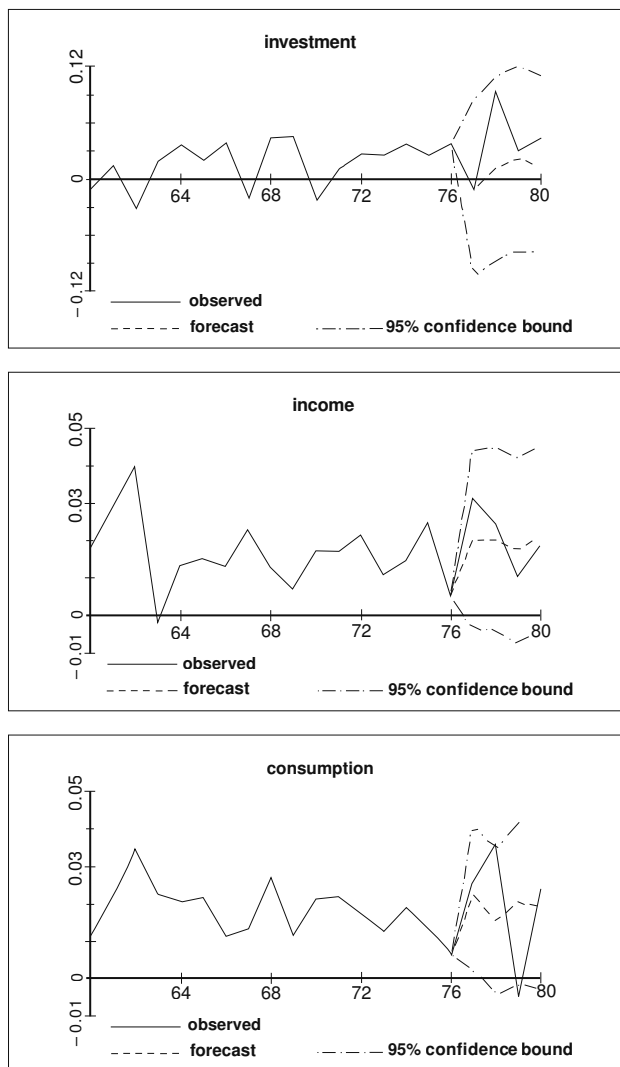 investment
0.12
0
−0.12
64
68
72
76
80
observed
forecast
95% confidence bound
income
0.05
0.03
0
−0.01
64
68
72
76
80
observed
forecast
95% confidence bound
consumption
0.05
0.03
0
−0.01
64
68
72
76
80
observed
forecast
95% confidence bound